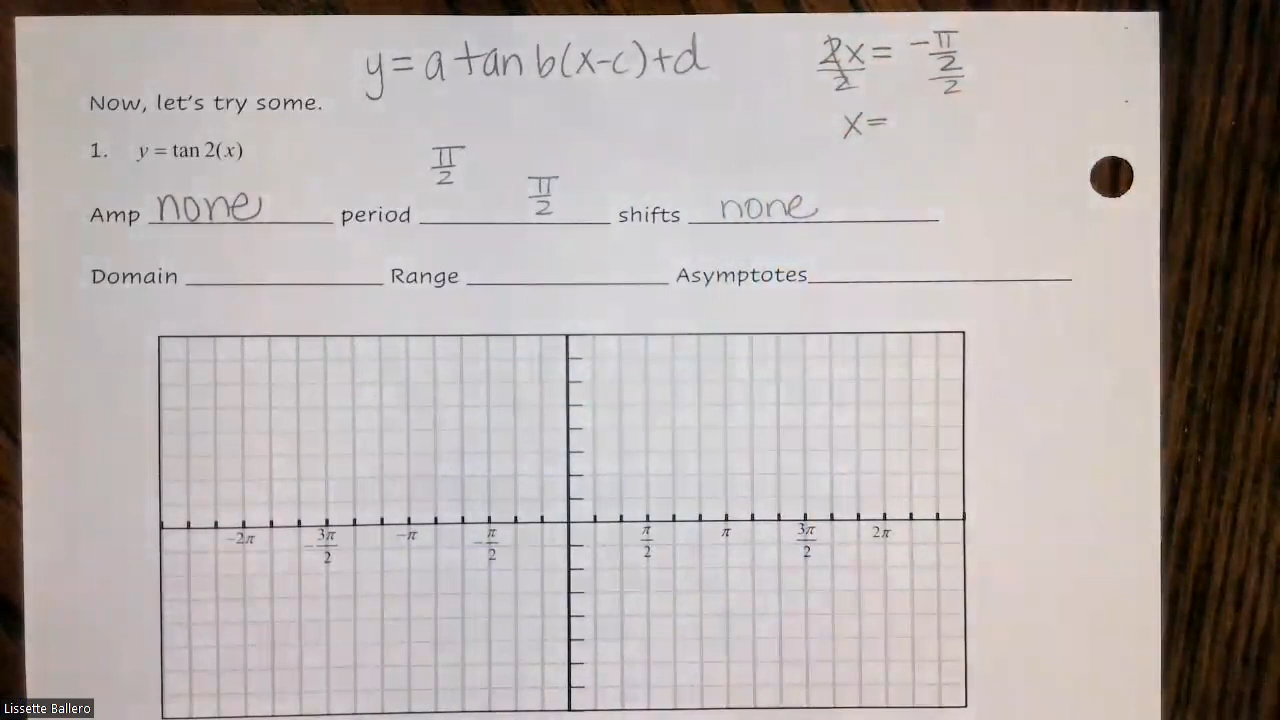 y = a tan b(x-c)+d
2x = -π/2
2 2
x =
Now, let's try some.
1. y = tan 2(x)
π/2
π/2
Amp none period shifts none
Domain Range Asymptotes
-2π -3π/2 -π -π/2 π/2 π 3π/2 2π
Lissette Ballero